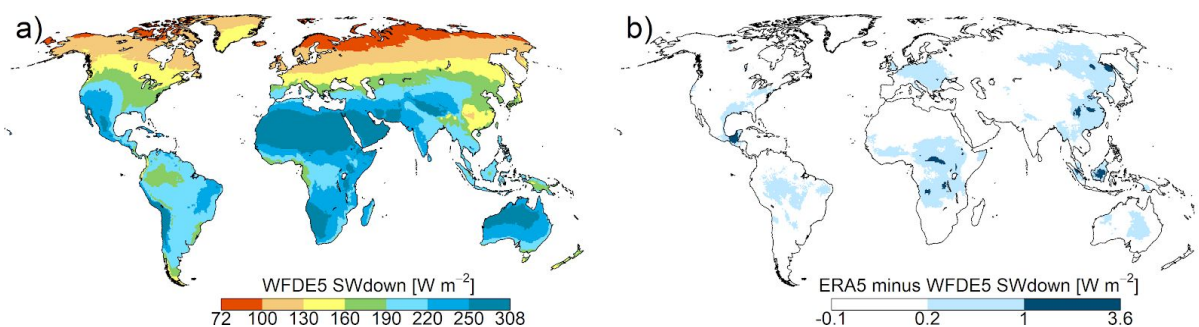 a)
WFDE5 SWdown [W m⁻²]
72 100 130 160 190 220 250 308
b)
ERA5 minus WFDE5 SWdown [W m⁻²]
-0.1 0.2 1 3.6